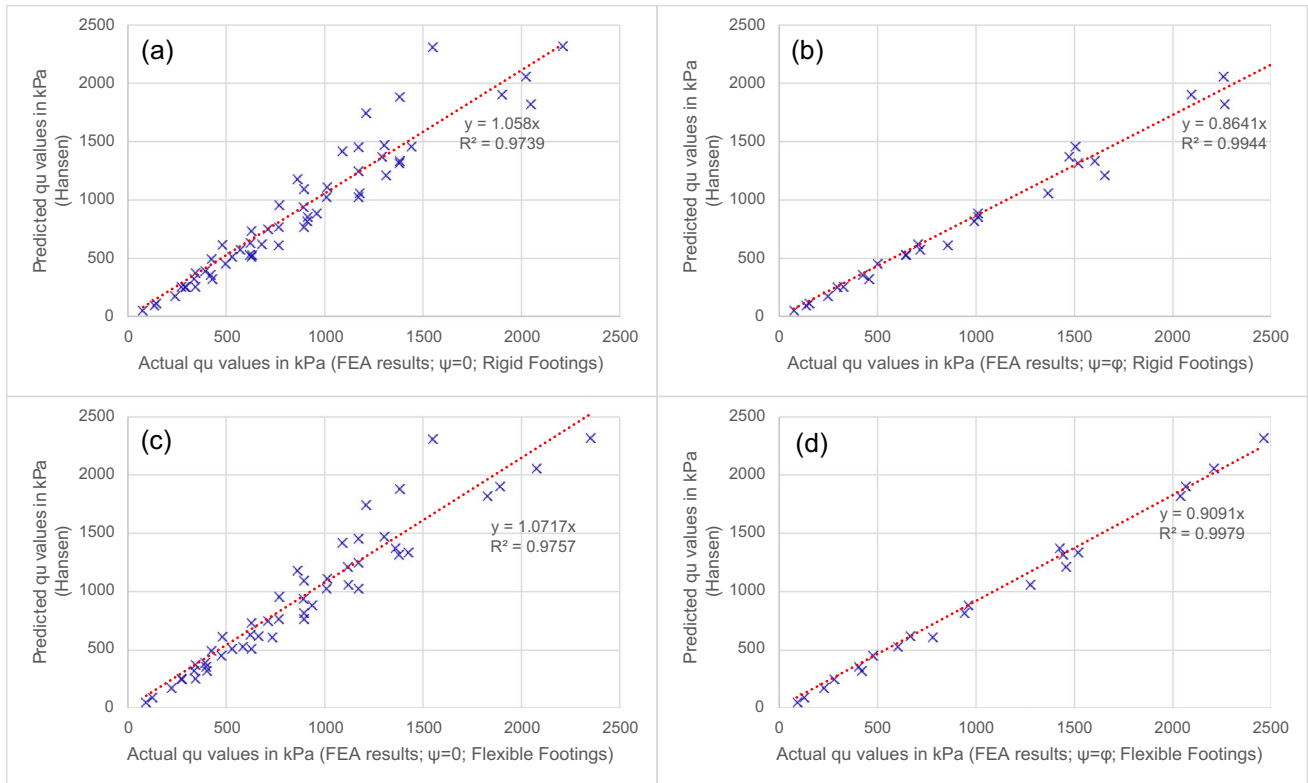 (a)
2500
2000
1500
1000
500
0
Predicted qu values in kPa
(Hansen)
y = 1.058x
R² = 0.9739
0 500 1000 1500 2000 2500
Actual qu values in kPa (FEA results; ψ=0; Rigid Footings)
(b)
2500
2000
1500
1000
500
0
Predicted qu values in kPa
(Hansen)
y = 0.8641x
R² = 0.9944
0 500 1000 1500 2000 2500
Actual qu values in kPa (FEA results; ψ=φ; Rigid Footings)
(c)
2500
2000
1500
1000
500
0
Predicted qu values in kPa
(Hansen)
y = 1.0717x
R² = 0.9757
0 500 1000 1500 2000 2500
Actual qu values in kPa (FEA results; ψ=0; Flexible Footings)
(d)
2500
2000
1500
1000
500
0
Predicted qu values in kPa
(Hansen)
y = 0.9091x
R² = 0.9979
0 500 1000 1500 2000 2500
Actual qu values in kPa (FEA results; ψ=φ; Flexible Footings)